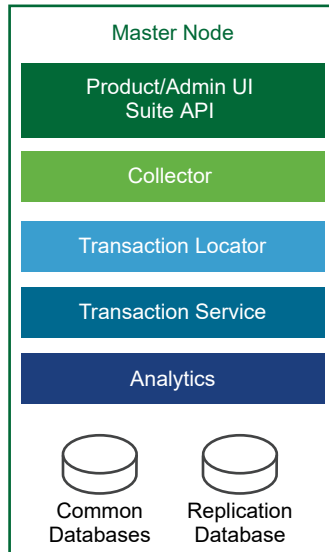 Master Node
Product/Admin UI
Suite API
Collector
Transaction Locator
Transaction Service
Analytics
Common Databases
Replication Database